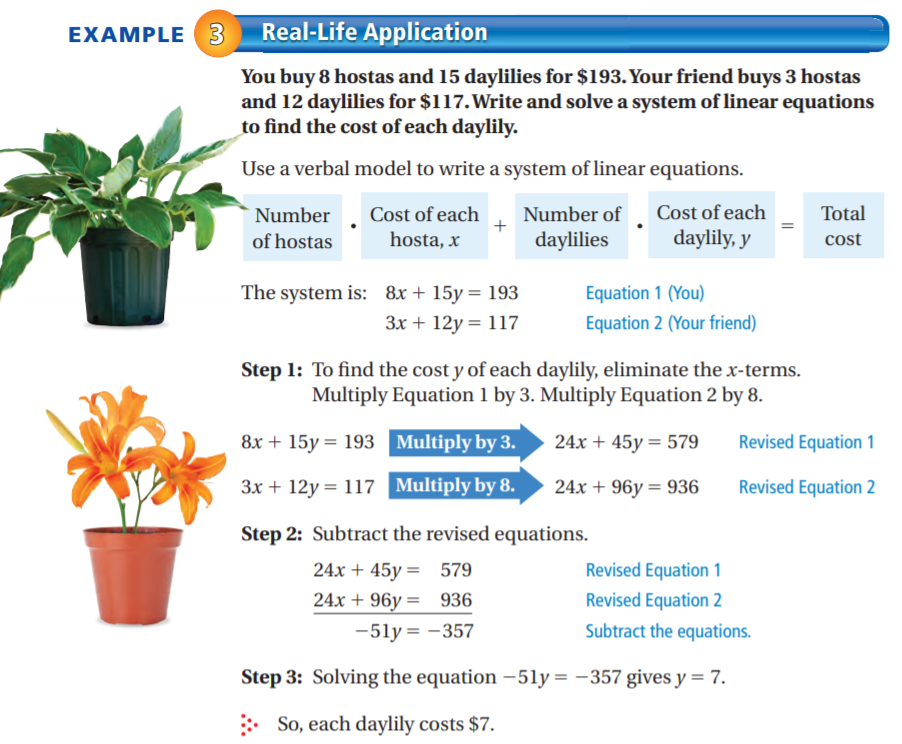 EXAMPLE 3 Real-Life Application
You buy 8 hostas and 15 daylilies for $193. Your friend buys 3 hostas
and 12 daylilies for $117. Write and solve a system of linear equations
to find the cost of each daylily.
Use a verbal model to write a system of linear equations.
Number of hostas • Cost of each hosta, x + Number of daylilies • Cost of each daylily, y = Total cost
The system is: 8x + 15y = 193 Equation 1 (You)
3x + 12y = 117 Equation 2 (Your friend)
Step 1: To find the cost y of each daylily, eliminate the x-terms.
Multiply Equation 1 by 3. Multiply Equation 2 by 8.
8x + 15y = 193 Multiply by 3. 24x + 45y = 579 Revised Equation 1
3x + 12y = 117 Multiply by 8. 24x + 96y = 936 Revised Equation 2
Step 2: Subtract the revised equations.
24x + 45y = 579 Revised Equation 1
24x + 96y = 936 Revised Equation 2
−51y = −357 Subtract the equations.
Step 3: Solving the equation −51y = −357 gives y = 7.
So, each daylily costs $7.